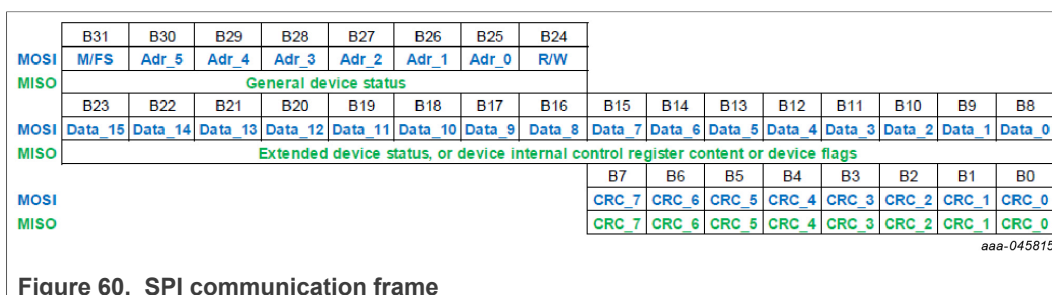 B31 B30 B29 B28 B27 B26 B25 B24
MOSI M/FS Adr_5 Adr_4 Adr_3 Adr_2 Adr_1 Adr_0 R/W
MISO General device status
B23 B22 B21 B20 B19 B18 B17 B16 B15 B14 B13 B12 B11 B10 B9 B8
MOSI Data_15 Data_14 Data_13 Data_12 Data_11 Data_10 Data_9 Data_8 Data_7 Data_6 Data_5 Data_4 Data_3 Data_2 Data_1 Data_0
MISO Extended device status, or device internal control register content or device flags
B7 B6 B5 B4 B3 B2 B1 B0
MOSI CRC_7 CRC_6 CRC_5 CRC_4 CRC_3 CRC_2 CRC_1 CRC_0
MISO CRC_7 CRC_6 CRC_5 CRC_4 CRC_3 CRC_2 CRC_1 CRC_0
aaa-045815
Figure 60. SPI communication frame